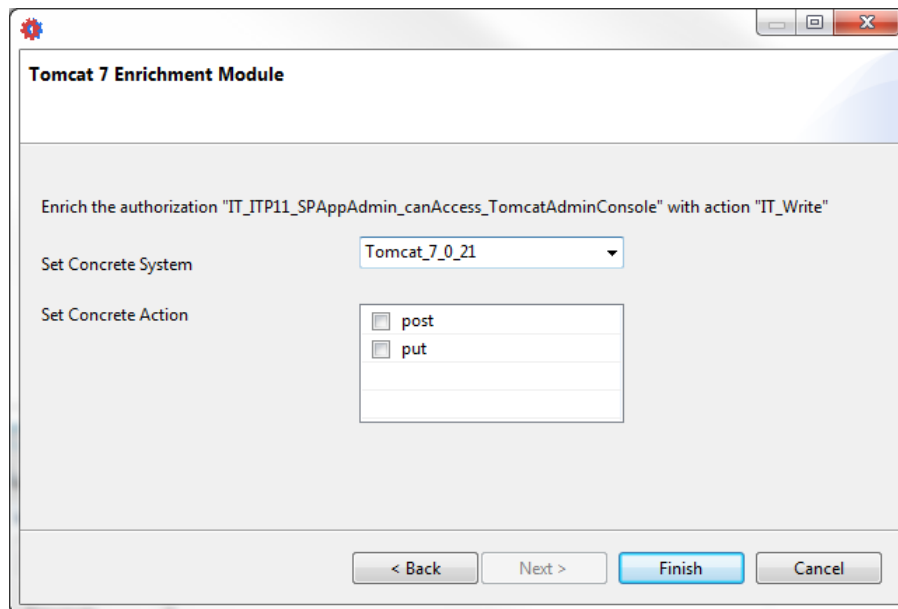 Tomcat 7 Enrichment Module
Enrich the authorization "IT_ITP11_SPAppAdmin_canAccess_TomcatAdminConsole" with action "IT_Write"
Set Concrete System
Tomcat_7_0_21
Set Concrete Action
post
put
< Back
Next >
Finish
Cancel